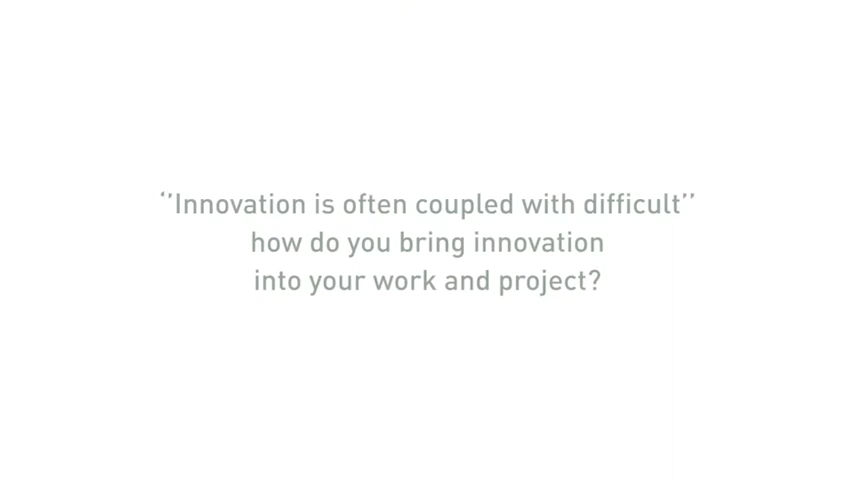 ‘’Innovation is often coupled with difficult’’
how do you bring innovation
into your work and project?